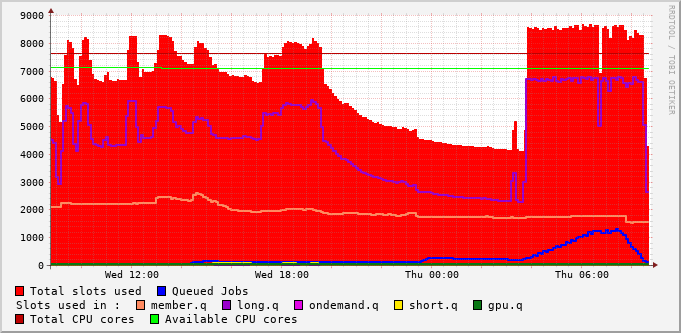 RRDTOOL / TOBI OETIKER
9000
8000
7000
6000
5000
4000
3000
2000
1000
0
Wed 12:00 Wed 18:00 Thu 00:00 Thu 06:00
Total slots used Queued Jobs
Slots used in : member.q long.q ondemand.q short.q gpu.q
Total CPU cores Available CPU cores